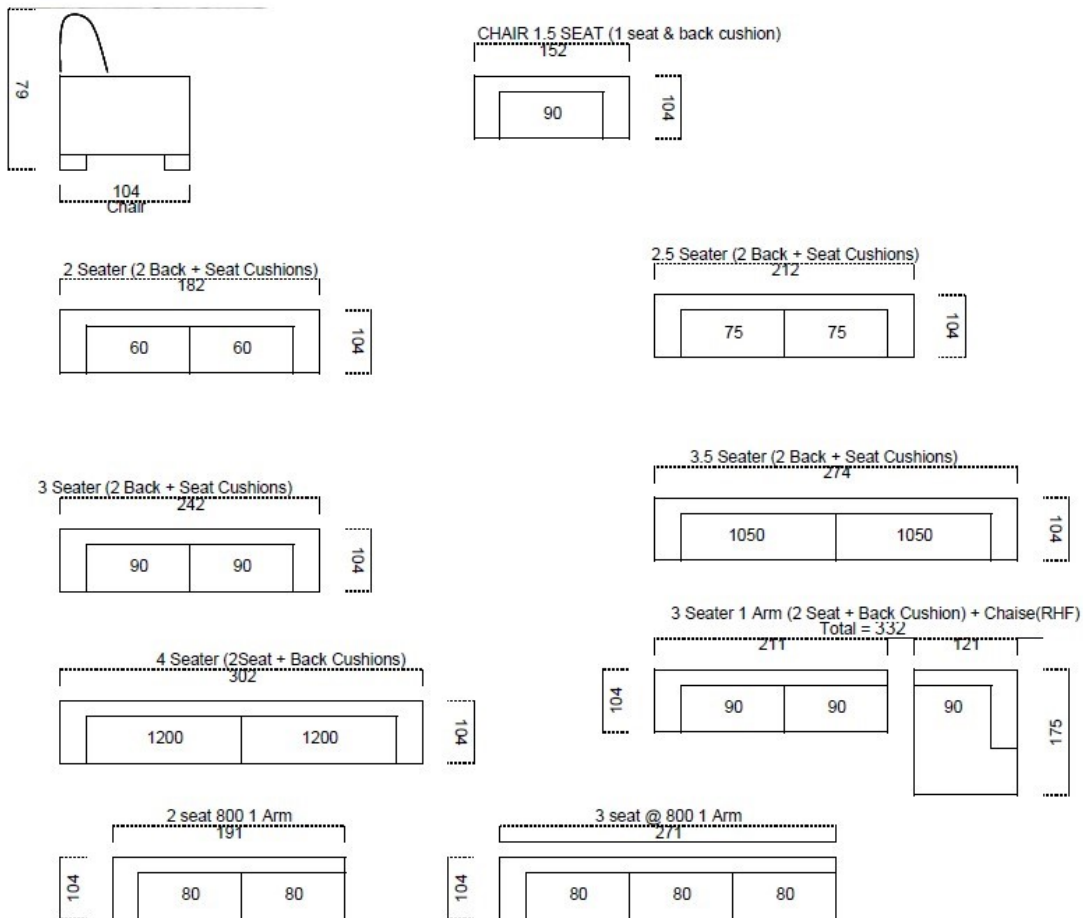 79
104
Chair
CHAIR 1.5 SEAT (1 seat & back cushion)
152
90
104
2 Seater (2 Back + Seat Cushions)
182
60 60
104
2.5 Seater (2 Back + Seat Cushions)
212
75 75
104
3 Seater (2 Back + Seat Cushions)
242
90 90
104
3.5 Seater (2 Back + Seat Cushions)
274
1050 1050
104
4 Seater (2Seat + Back Cushions)
302
1200 1200
104
3 Seater 1 Arm (2 Seat + Back Cushion) + Chaise(RHF)
Total = 332
211 121
104
90 90 90
175
2 seat 800 1 Arm
191
104
80 80
3 seat @ 800 1 Arm
271
104
80 80 80